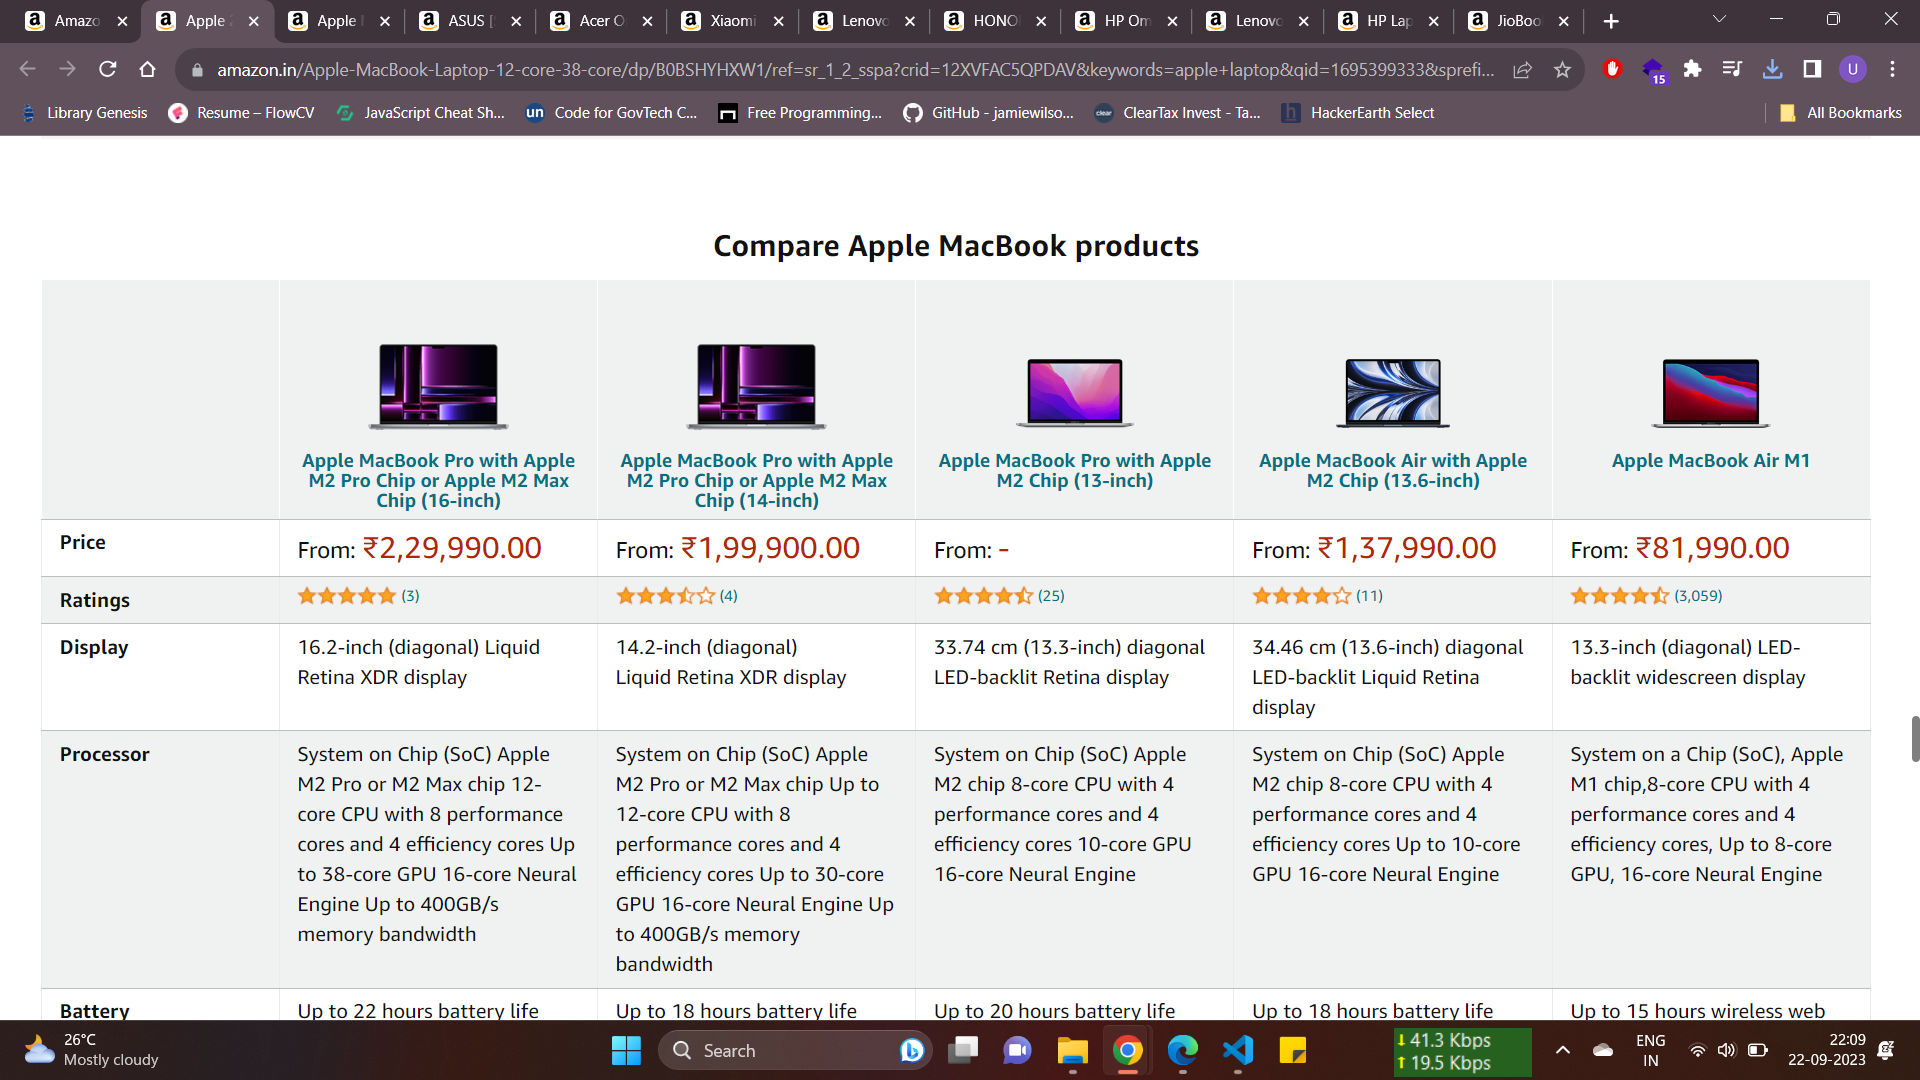 Amazo
Apple 2
Apple M
ASUS [
Acer O
Xiaomi
Lenovo
HONO
HP Om
Lenovo
HP Lap
JioBoo
amazon.in/Apple-MacBook-Laptop-12-core-38-core/dp/B0BSHYHXW1/ref=sr_1_2_sspa?crid=12XVFAC5QPDAV&keywords=apple+laptop&qid=1695399333&sprefi...
15
U
Library Genesis
Resume – FlowCV
JavaScript Cheat Sh...
un
Code for GovTech C...
Free Programming...
GitHub - jamiewilso...
clear
ClearTax Invest - Ta...
h
HackerEarth Select
All Bookmarks
Compare Apple MacBook products
Apple MacBook Pro with Apple
M2 Pro Chip or Apple M2 Max
Chip (16-inch)
Apple MacBook Pro with Apple
M2 Pro Chip or Apple M2 Max
Chip (14-inch)
Apple MacBook Pro with Apple
M2 Chip (13-inch)
Apple MacBook Air with Apple
M2 Chip (13.6-inch)
Apple MacBook Air M1
Price
From: ₹2,29,990.00
From: ₹1,99,900.00
From: -
From: ₹1,37,990.00
From: ₹81,990.00
Ratings
(3)
(4)
(25)
(11)
(3,059)
Display
16.2-inch (diagonal) Liquid
Retina XDR display
14.2-inch (diagonal)
Liquid Retina XDR display
33.74 cm (13.3-inch) diagonal
LED-backlit Retina display
34.46 cm (13.6-inch) diagonal
LED-backlit Liquid Retina
display
13.3-inch (diagonal) LED-
backlit widescreen display
Processor
System on Chip (SoC) Apple
M2 Pro or M2 Max chip 12-
core CPU with 8 performance
cores and 4 efficiency cores Up
to 38-core GPU 16-core Neural
Engine Up to 400GB/s
memory bandwidth
System on Chip (SoC) Apple
M2 Pro or M2 Max chip Up to
12-core CPU with 8
performance cores and 4
efficiency cores Up to 30-core
GPU 16-core Neural Engine Up
to 400GB/s memory
bandwidth
System on Chip (SoC) Apple
M2 chip 8-core CPU with 4
performance cores and 4
efficiency cores 10-core GPU
16-core Neural Engine
System on Chip (SoC) Apple
M2 chip 8-core CPU with 4
performance cores and 4
efficiency cores Up to 10-core
GPU 16-core Neural Engine
System on a Chip (SoC), Apple
M1 chip,8-core CPU with 4
performance cores and 4
efficiency cores, Up to 8-core
GPU, 16-core Neural Engine
Battery
Up to 22 hours battery life
Up to 18 hours battery life
Up to 20 hours battery life
Up to 18 hours battery life
Up to 15 hours wireless web
26°C
Mostly cloudy
Search
41.3 Kbps
19.5 Kbps
ENG
IN
22:09
22-09-2023